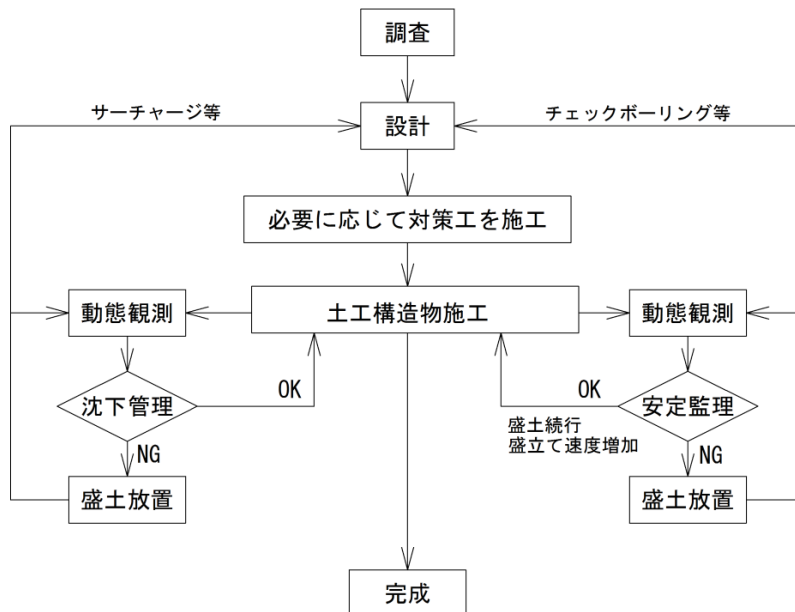 調査
サーチャージ等
チェックボーリング等
設計
必要に応じて対策工を施工
動態観測
土工構造物施工
動態観測
沈下管理
OK
OK
安定監理
盛土続行
盛立て速度増加
NG
NG
盛土放置
盛土放置
完成